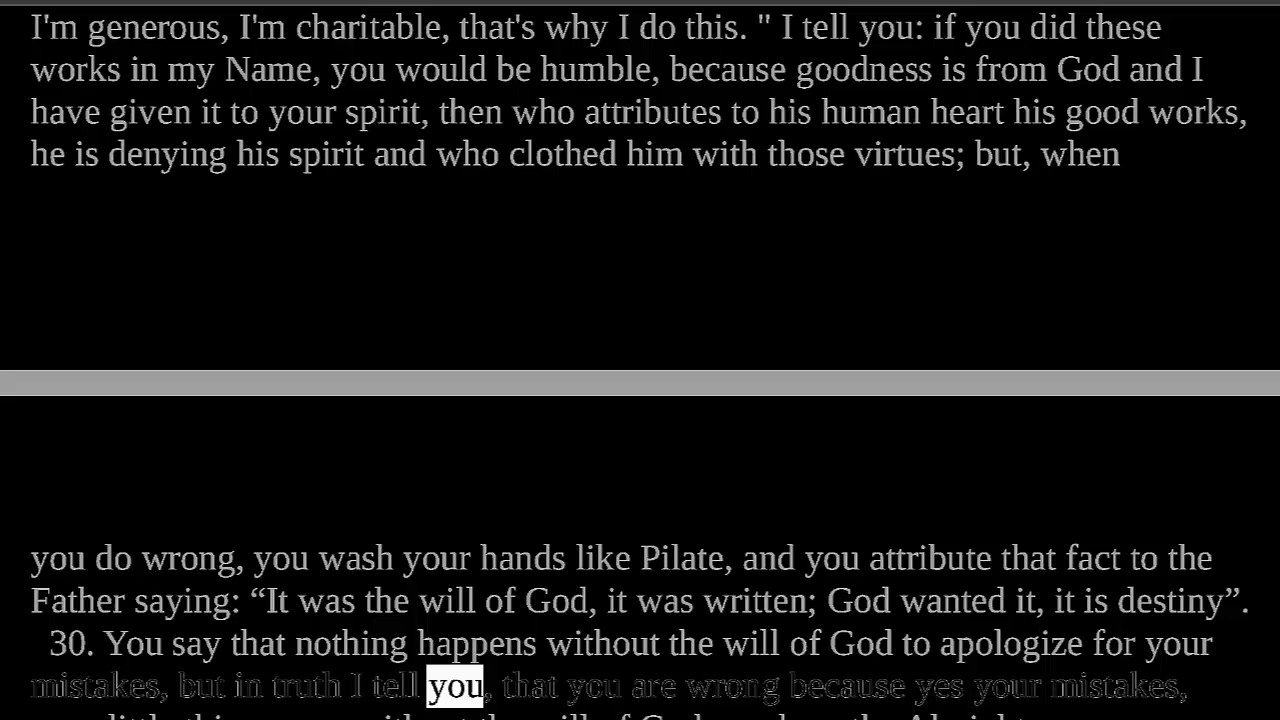 I'm generous, I'm charitable, that's why I do this. " I tell you: if you did these
works in my Name, you would be humble, because goodness is from God and I
have given it to your spirit, then who attributes to his human heart his good works,
he is denying his spirit and who clothed him with those virtues; but, when
you do wrong, you wash your hands like Pilate, and you attribute that fact to the
Father saying: “It was the will of God, it was written; God wanted it, it is destiny”.
30. You say that nothing happens without the will of God to apologize for your
mistakes, but in truth I tell you, that you are wrong because yes your mistakes,